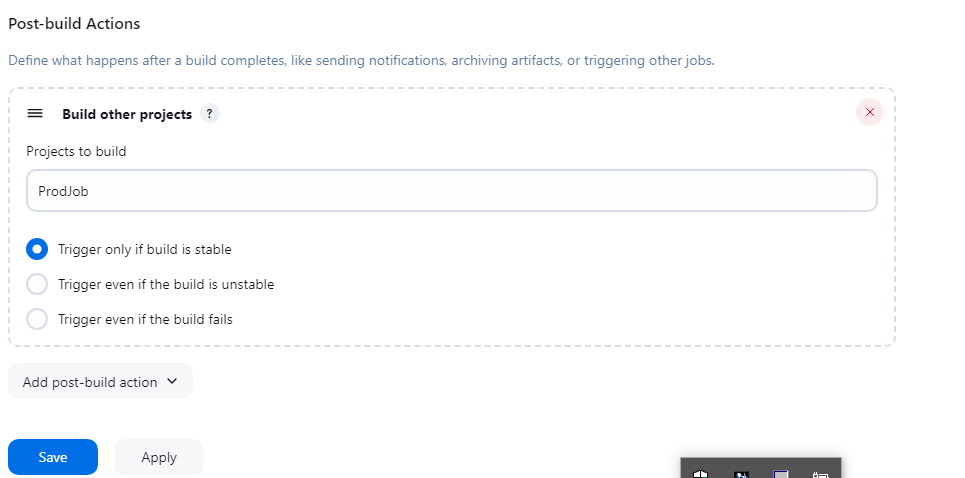 Post-build Actions
Define what happens after a build completes, like sending notifications, archiving artifacts, or triggering other jobs.
Build other projects ?
Projects to build
ProdJob
Trigger only if build is stable
Trigger even if the build is unstable
Trigger even if the build fails
Add post-build action
Save Apply